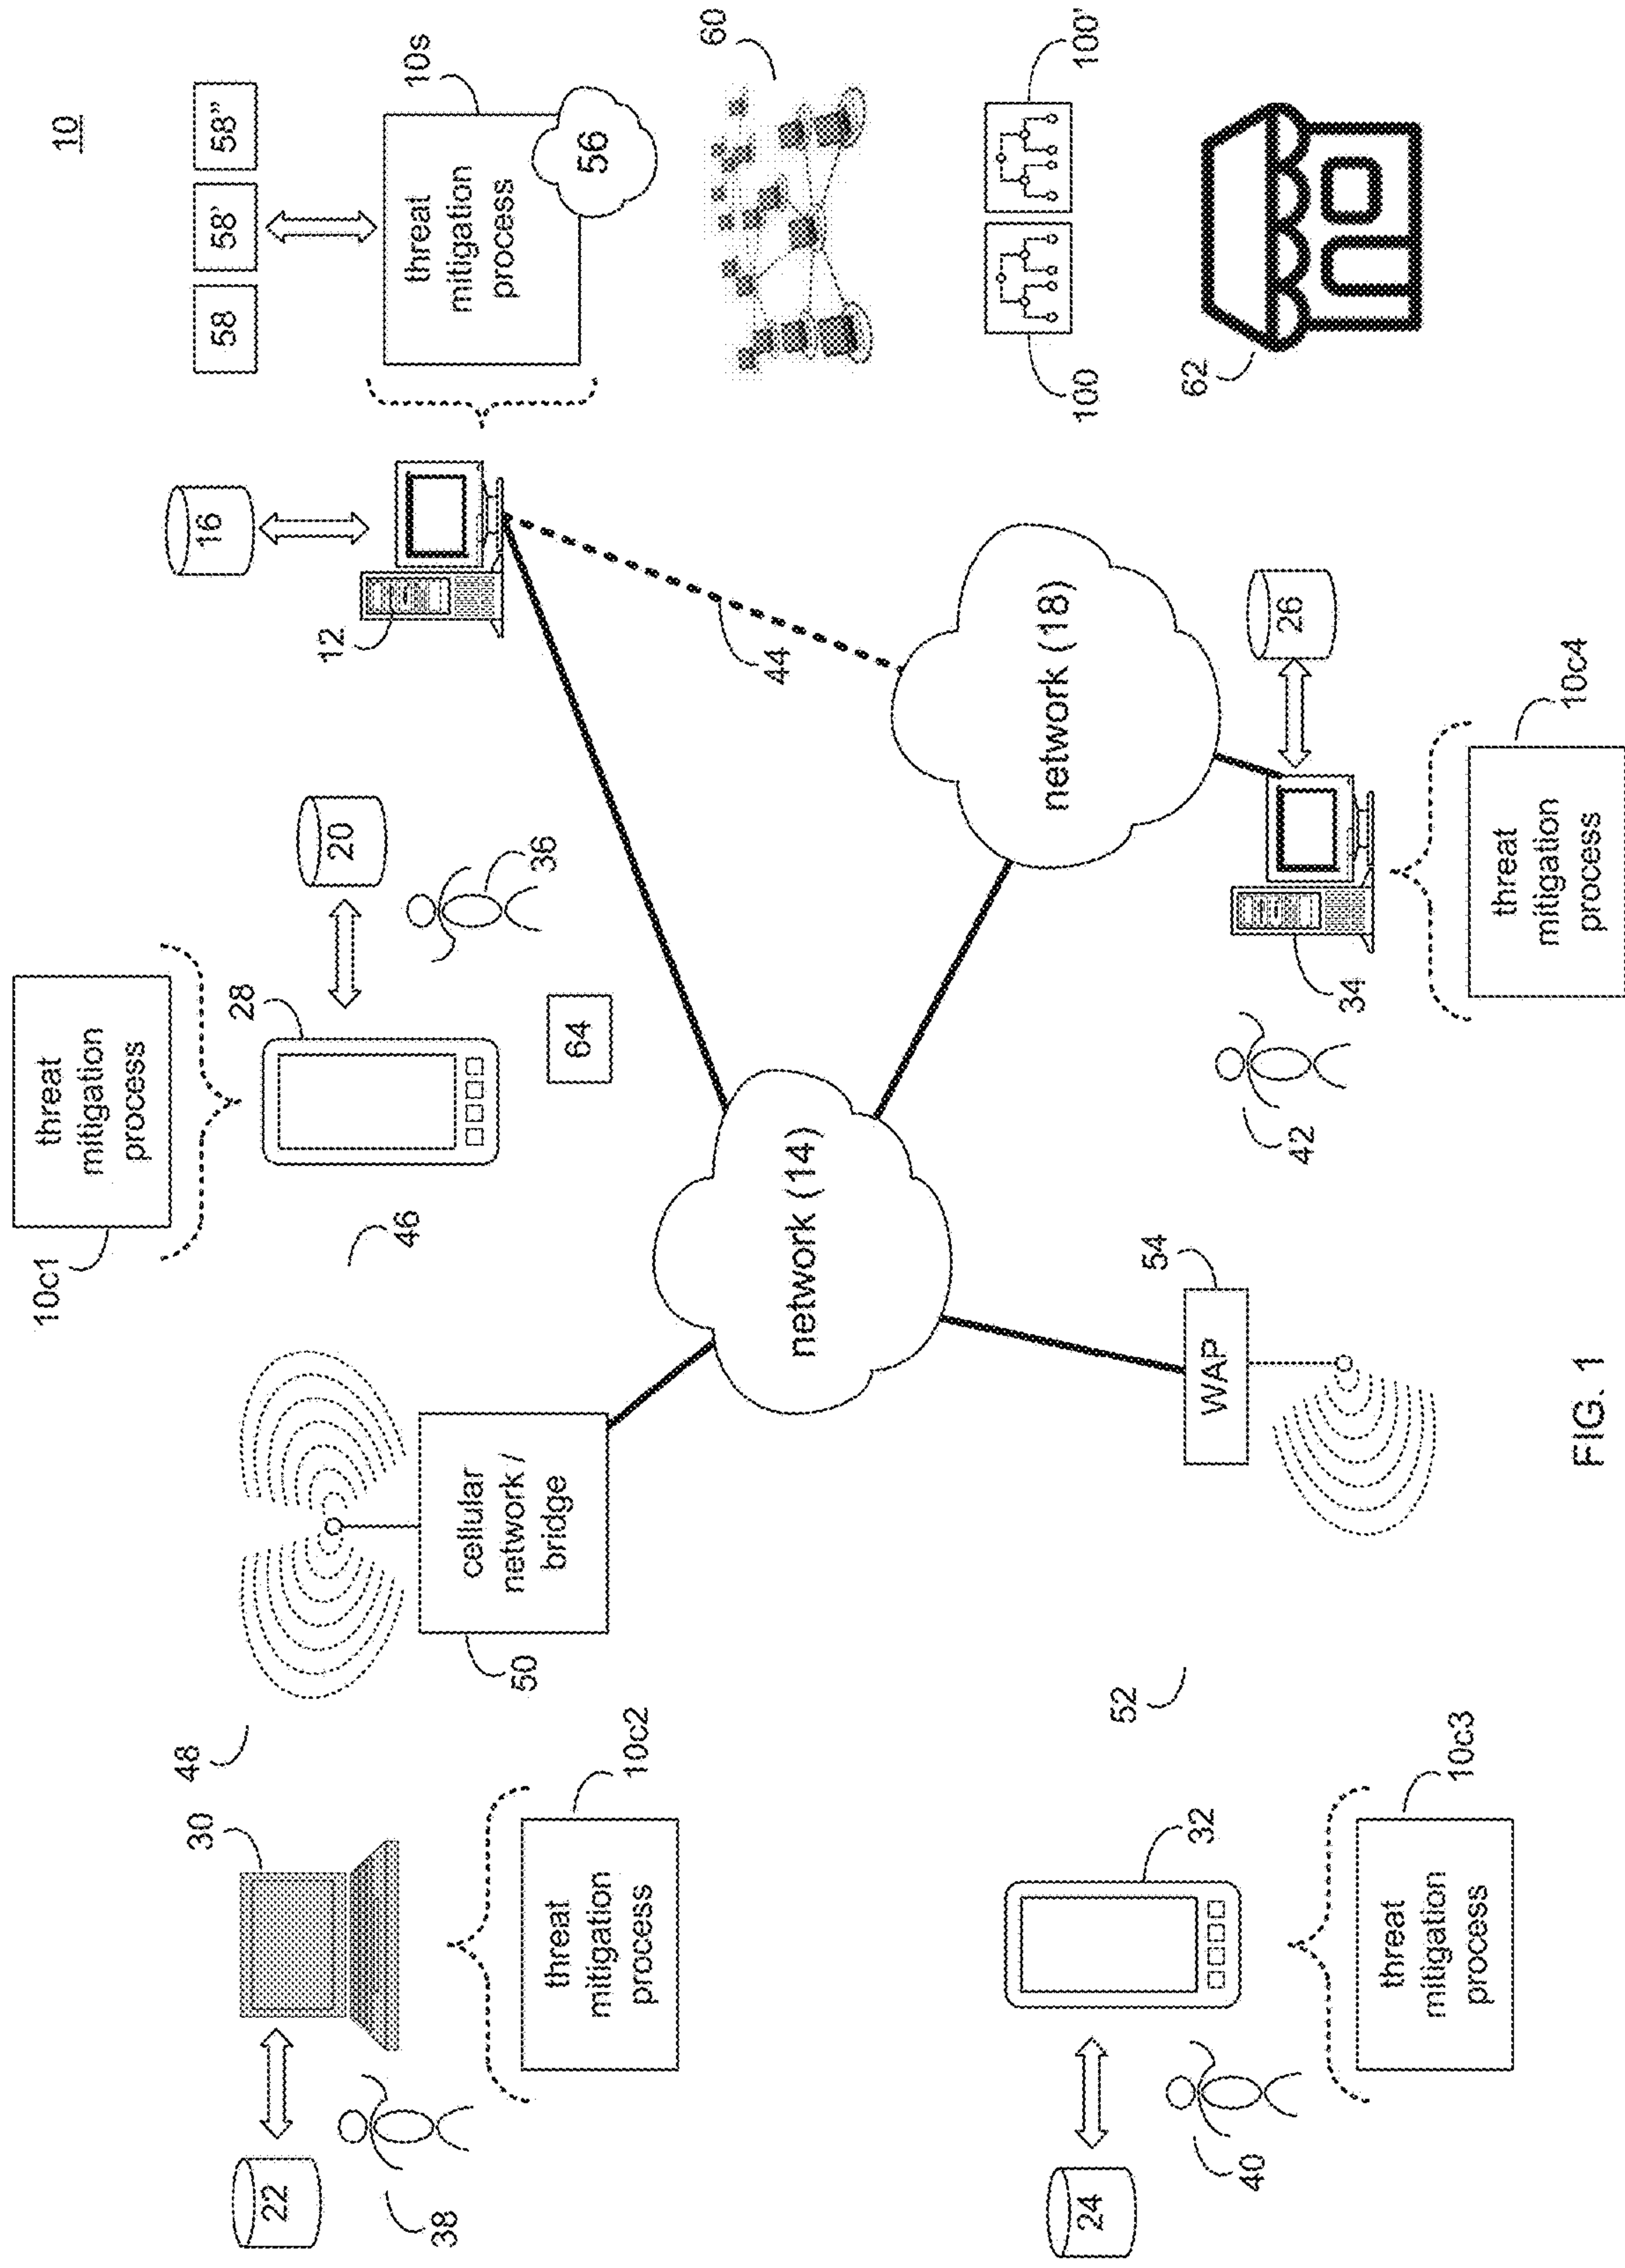 10
58
58'
58"
10s
threat
mitigation
process
56
16
12
60
100
100'
62
44
10c1
threat
mitigation
process
28
20
36
64
46
48
30
22
38
cellular
network /
bridge
50
10c2
threat
mitigation
process
network (14)
network (18)
26
34
42
10c4
threat
mitigation
process
54
WAP
52
32
24
40
10c3
threat
mitigation
process
FIG. 1